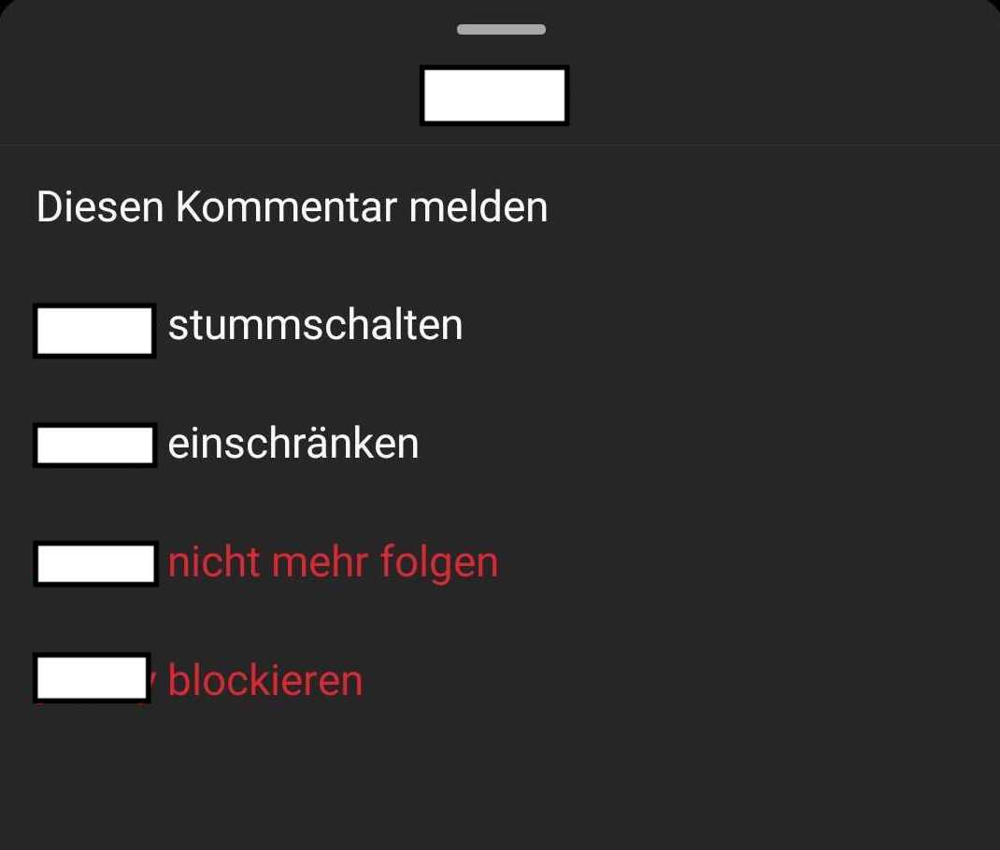 Diesen Kommentar melden
stummschalten
einschränken
nicht mehr folgen
blockieren